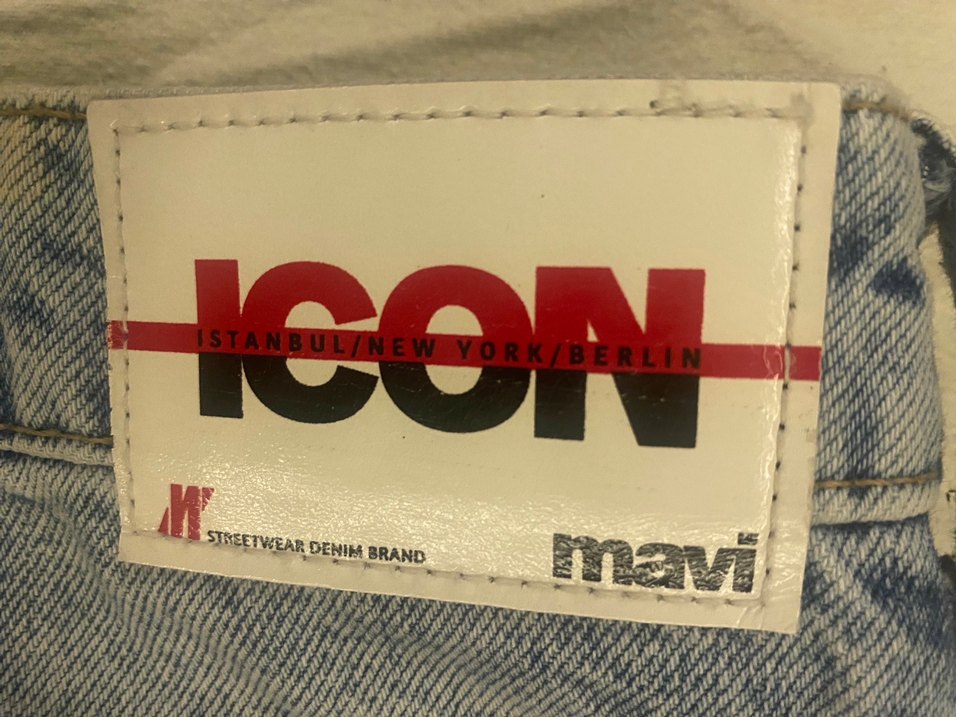 ICON
ISTANBUL/NEW YORK/BERLIN
STREETWEAR DENIM BRAND
mavi